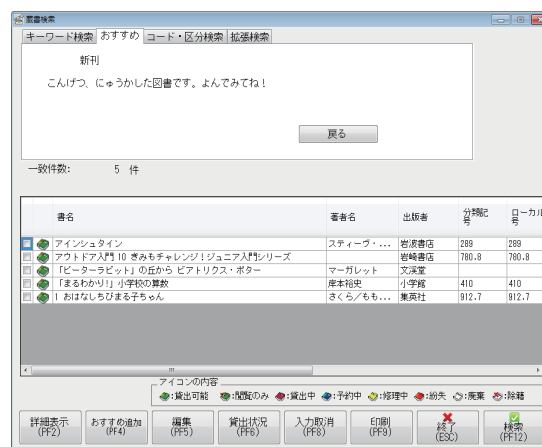 蔵書検索
キーワード検索 おすすめ コード・区分検索 拡張検索
新刊
こんげつ、にゅうかした図書です。よんでみてね!
戻る
一致件数: 5 件
書名 著者名 出版者 分類記号 ローカル号
アインシュタイン スティーヴ・... 岩波書店 289 289
アウトドア入門 10 きみもチャレンジ!ジュニア入門シリーズ 岩崎書店 780.8 780.8
「ピーターラビット」の丘から ビアトリクス・ポター マーガレット 文溪堂
「まるわかり!」小学校の算数 岸本裕史 小学館 410 410
1 おはなしちびまる子ちゃん さくら/もも... 集英社 912.7 912.7
アイコンの内容
:貸出可能 :閲覧のみ :貸出中 :予約中 :修理中 :紛失 :廃棄 :除籍
詳細表示 (PF2) おすすめ追加 (PF4) 編集 (PF5) 貸出状況 (PF6) 入力取消 (PF8) 印刷 (PF9) 終了 (ESC) 検索 (PF12)